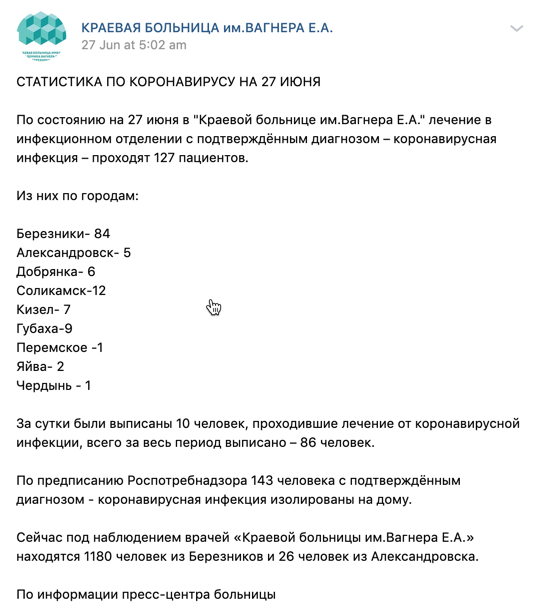 КРАЕВАЯ БОЛЬНИЦА им.ВАГНЕРА Е.А.
27 Jun at 5:02 am
СТАТИСТИКА ПО КОРОНАВИРУСУ НА 27 ИЮНЯ
По состоянию на 27 июня в "Краевой больнице им.Вагнера Е.А." лечение в
инфекционном отделении с подтверждённым диагнозом – коронавирусная
инфекция – проходят 127 пациентов.
Из них по городам:
Березники- 84
Александровск- 5
Добрянка- 6
Соликамск-12
Кизел- 7
Губаха-9
Перемское -1
Яйва- 2
Чердынь - 1
За сутки были выписаны 10 человек, проходившие лечение от коронавирусной
инфекции, всего за весь период выписано – 86 человек.
По предписанию Роспотребнадзора 143 человека с подтверждённым
диагнозом - коронавирусная инфекция изолированы на дому.
Сейчас под наблюдением врачей «Краевой больницы им.Вагнера Е.А.»
находятся 1180 человек из Березников и 26 человек из Александровска.
По информации пресс-центра больницы